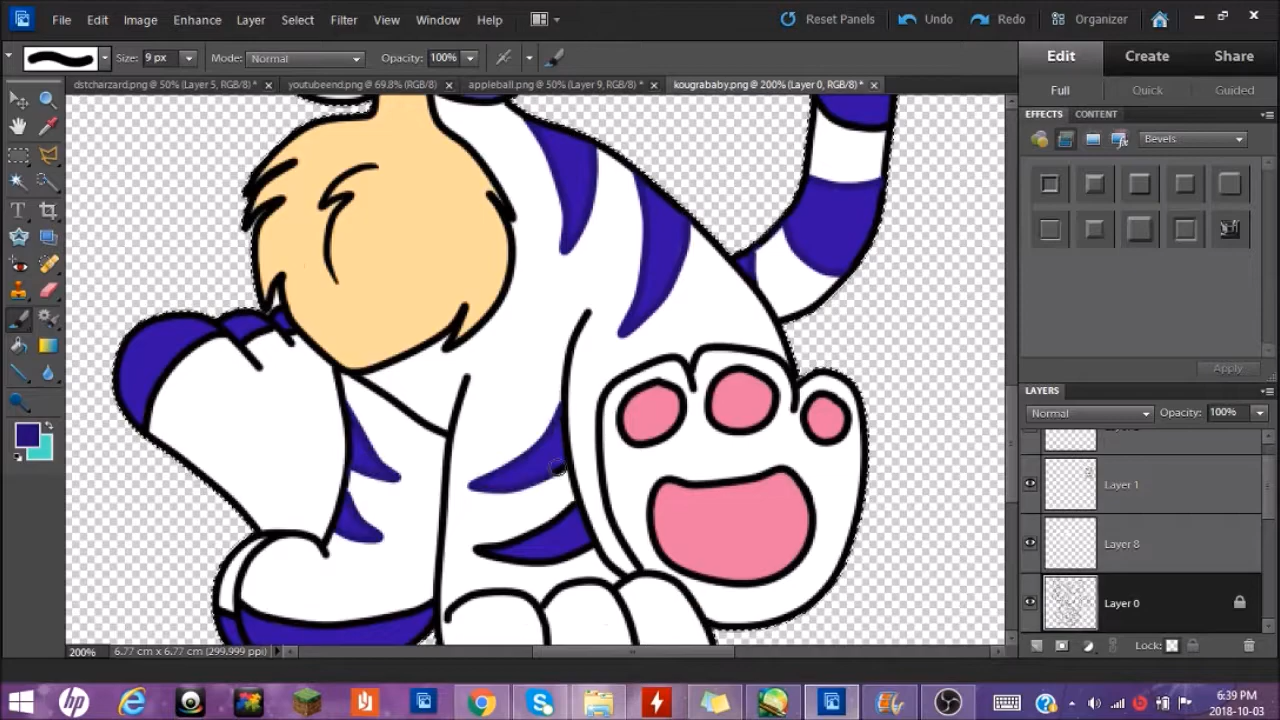 File Edit Image Enhance Layer Select Filter View Window Help Reset Panels Undo Redo Organizer
Size: 9 px Mode: Normal Opacity: 100% Edit Create Share
dstcharzard.png @ 50% (Layer 5, RGB/8) * youtubeend.png @ 69.8% (RGB/8) appleball.png @ 50% (Layer 9, RGB/8) * kougrababy.png @ 200% (Layer 0, RGB/8) * Full Quick Guided
EFFECTS CONTENT
Bevels
T
Apply
LAYERS
Normal Opacity: 100%
Layer 1
Layer 8
Layer 0
200% 6.77 cm x 6.77 cm (299,999 ppi) Lock:
6:39 PM
2018-10-03